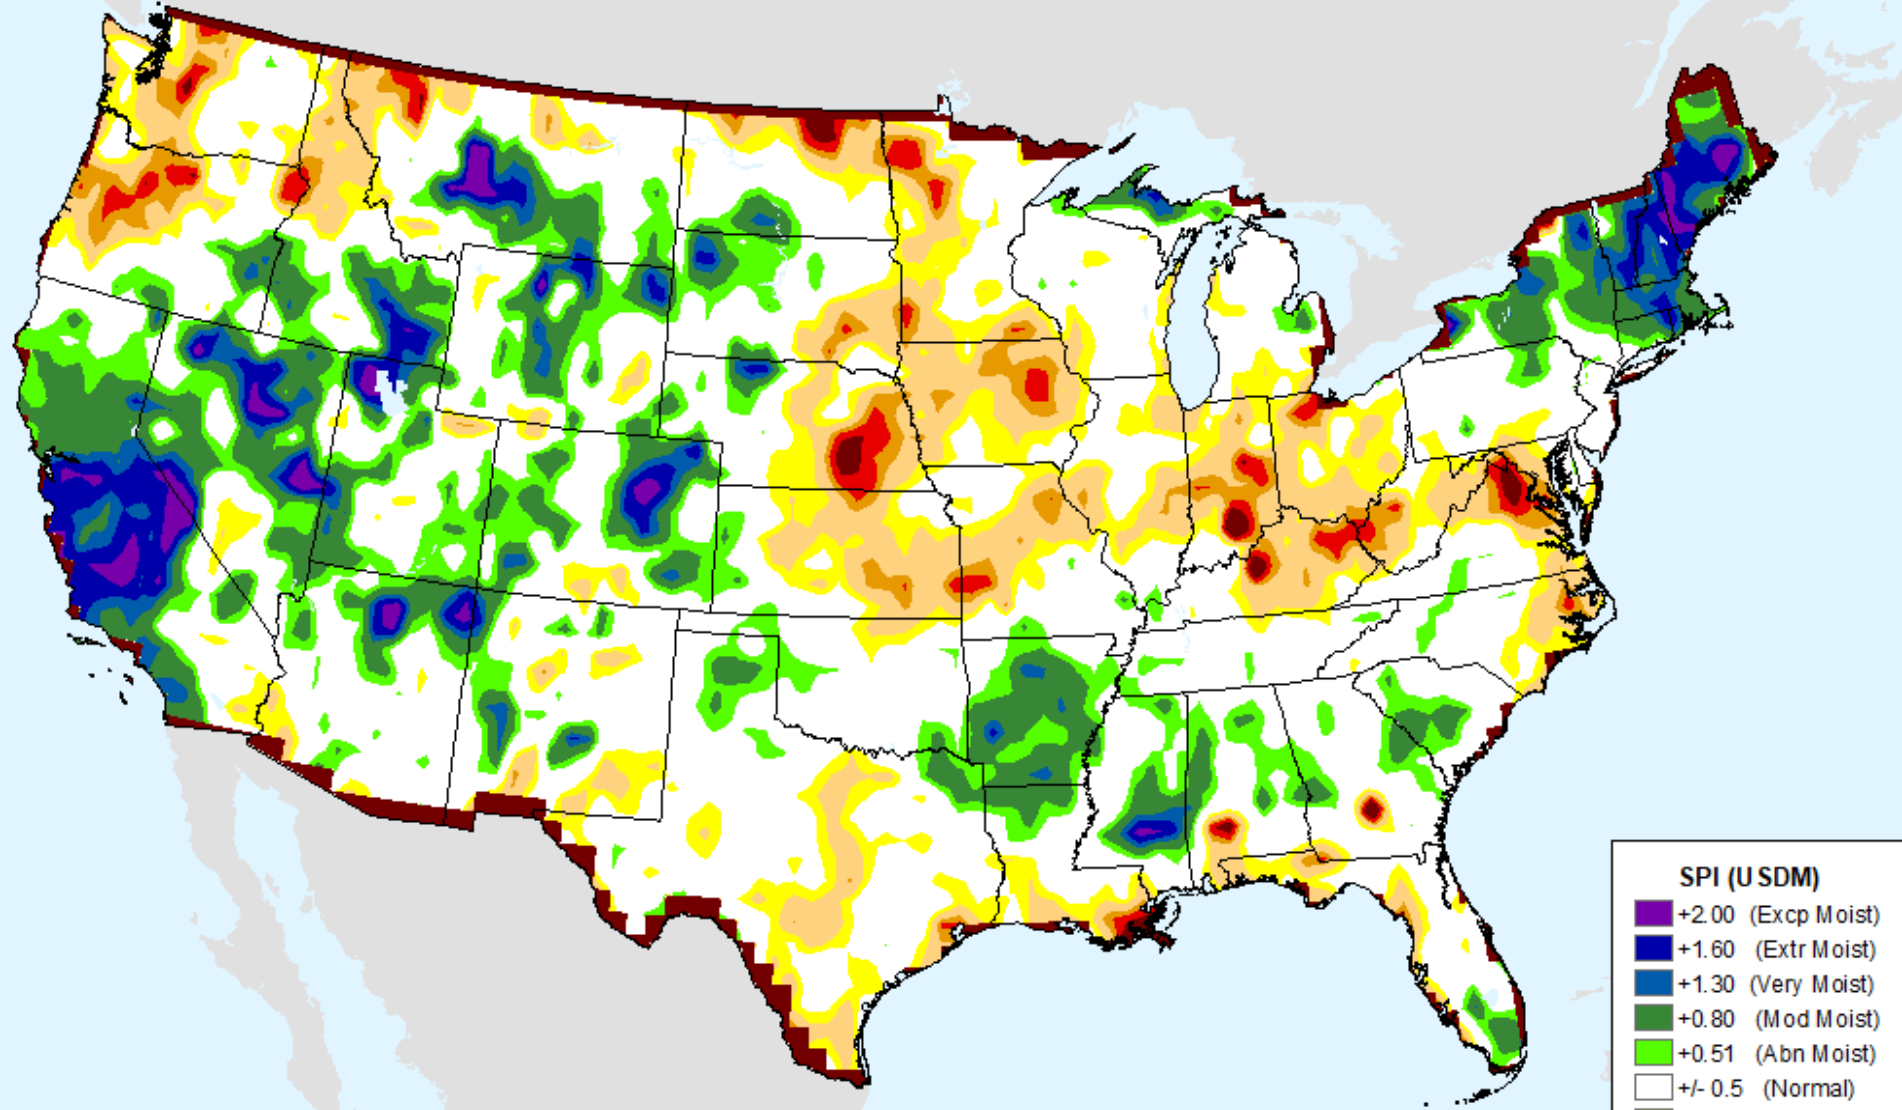 SPI (USDM)
+2.00 (Excp Moist)
+1.60 (Extr Moist)
+1.30 (Very Moist)
+0.80 (Mod Moist)
+0.51 (Abn Moist)
+/- 0.5 (Normal)